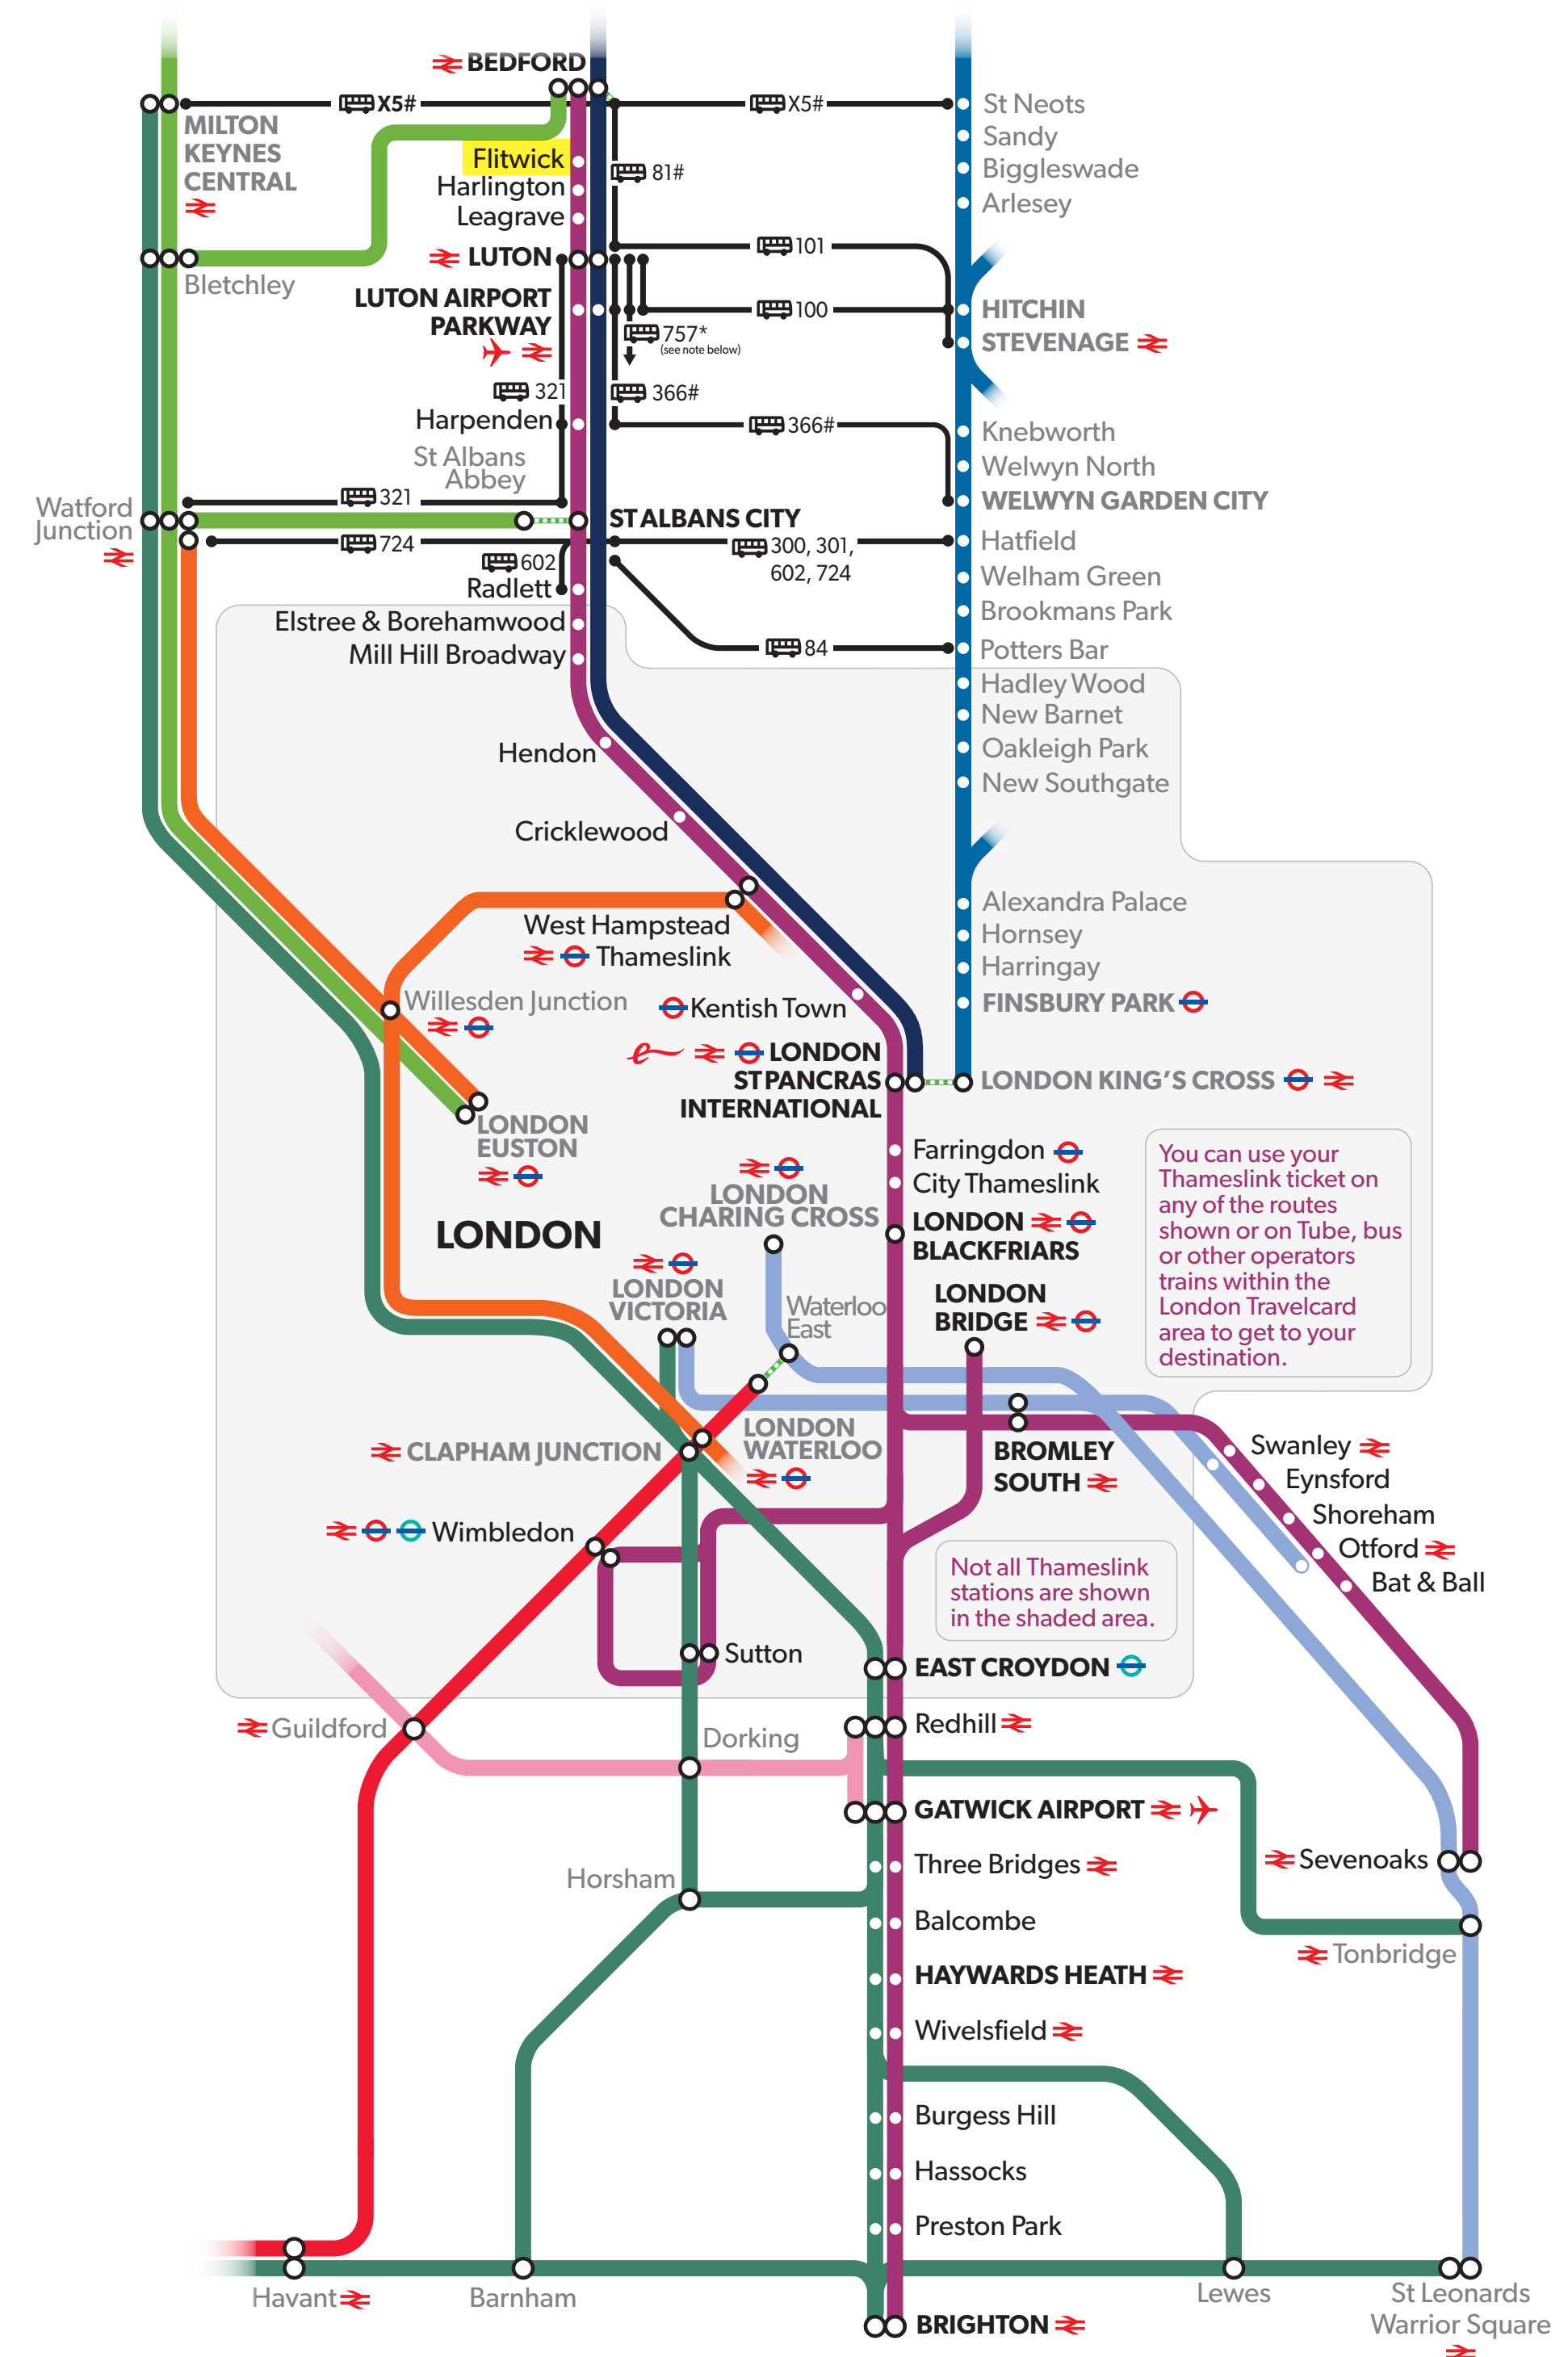 BEDFORD
X5#
X5#
St Neots
MILTON
KEYNES
CENTRAL
Sandy
Flitwick
81#
Biggleswade
Harlington
Leagrave
Arlesey
101
LUTON
Bletchley
LUTON AIRPORT
PARKWAY
100
HITCHIN
757*
(see note below)
STEVENAGE
321
366#
Harpenden
366#
Knebworth
St Albans
Abbey
Welwyn North
321
WELWYN GARDEN CITY
Watford
Junction
ST ALBANS CITY
724
300, 301,
602, 724
Hatfield
602
Radlett
Welham Green
Elstree & Borehamwood
Brookmans Park
Mill Hill Broadway
84
Potters Bar
Hadley Wood
New Barnet
Hendon
Oakleigh Park
New Southgate
Cricklewood
West Hampstead
Thameslink
Alexandra Palace
Hornsey
Harringay
Willesden Junction
Kentish Town
FINSBURY PARK
LONDON
ST PANCRAS
INTERNATIONAL
LONDON KING'S CROSS
LONDON
EUSTON
Farringdon
City Thameslink
You can use your
Thameslink ticket on
any of the routes
shown or on Tube, bus
or other operators
trains within the
London Travelcard
area to get to your
destination.
LONDON
CHARING CROSS
LONDON
LONDON
BLACKFRIARS
LONDON
VICTORIA
Waterloo
East
LONDON
BRIDGE
CLAPHAM JUNCTION
LONDON
WATERLOO
BROMLEY
SOUTH
Swanley
Eynsford
Shoreham
Otford
Bat & Ball
Wimbledon
Not all Thameslink
stations are shown
in the shaded area.
Sutton
EAST CROYDON
Guildford
Dorking
Redhill
GATWICK AIRPORT
Three Bridges
Sevenoaks
Horsham
Balcombe
Tonbridge
HAYWARDS HEATH
Wivelsfield
Burgess Hill
Hassocks
Preston Park
Havant
Barnham
BRIGHTON
Lewes
St Leonards
Warrior Square